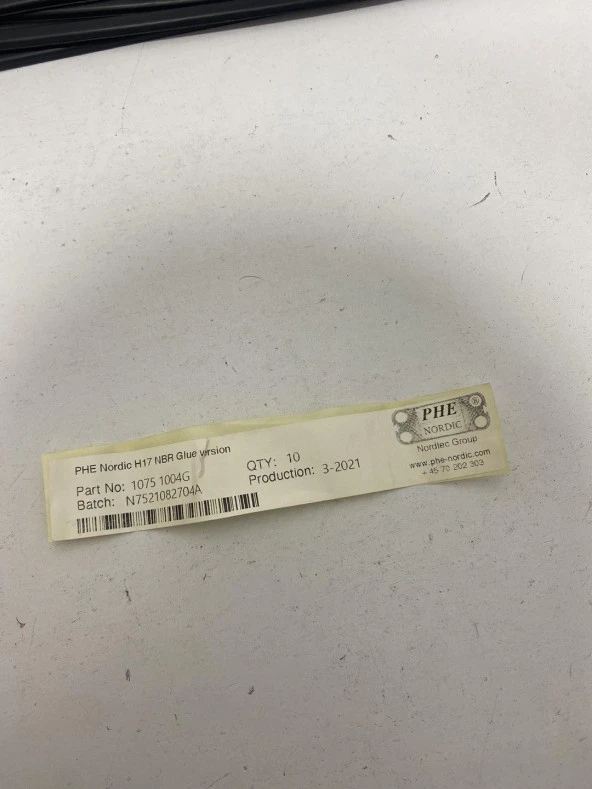 PHE Nordic H17 NBR Glue version
Part No: 1075 1004G
QTY: 10
Batch: N7521082704A
Production: 3-2021
PHE
NORDIC
®
Nordtec Group
www.phe-nordic.com
+ 45 70 202 303